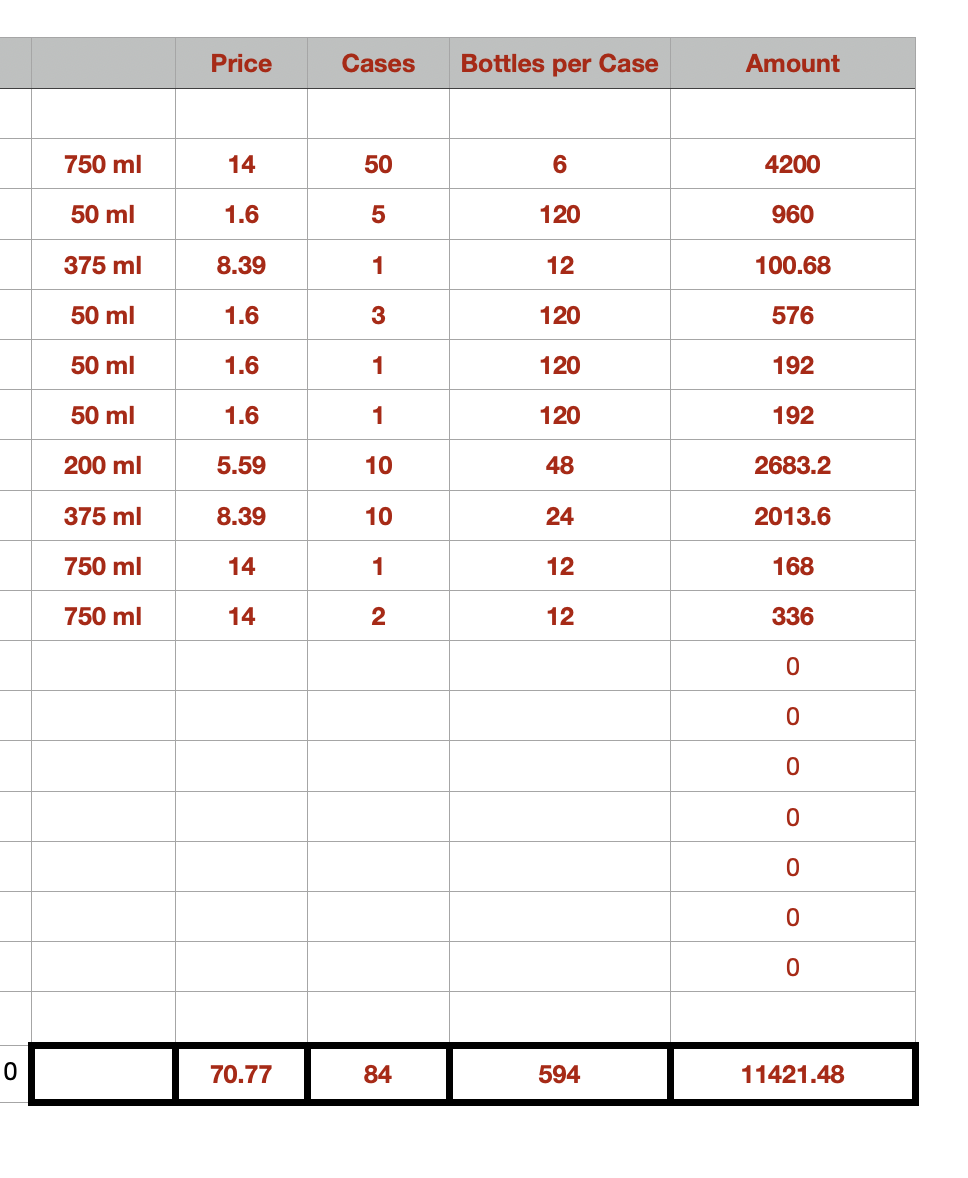 Price Cases Bottles per Case Amount
750 ml 14 50 6 4200
50 ml 1.6 5 120 960
375 ml 8.39 1 12 100.68
50 ml 1.6 3 120 576
50 ml 1.6 1 120 192
50 ml 1.6 1 120 192
200 ml 5.59 10 48 2683.2
375 ml 8.39 10 24 2013.6
750 ml 14 1 12 168
750 ml 14 2 12 336
0
0
0
0
0
0
0
0 70.77 84 594 11421.48